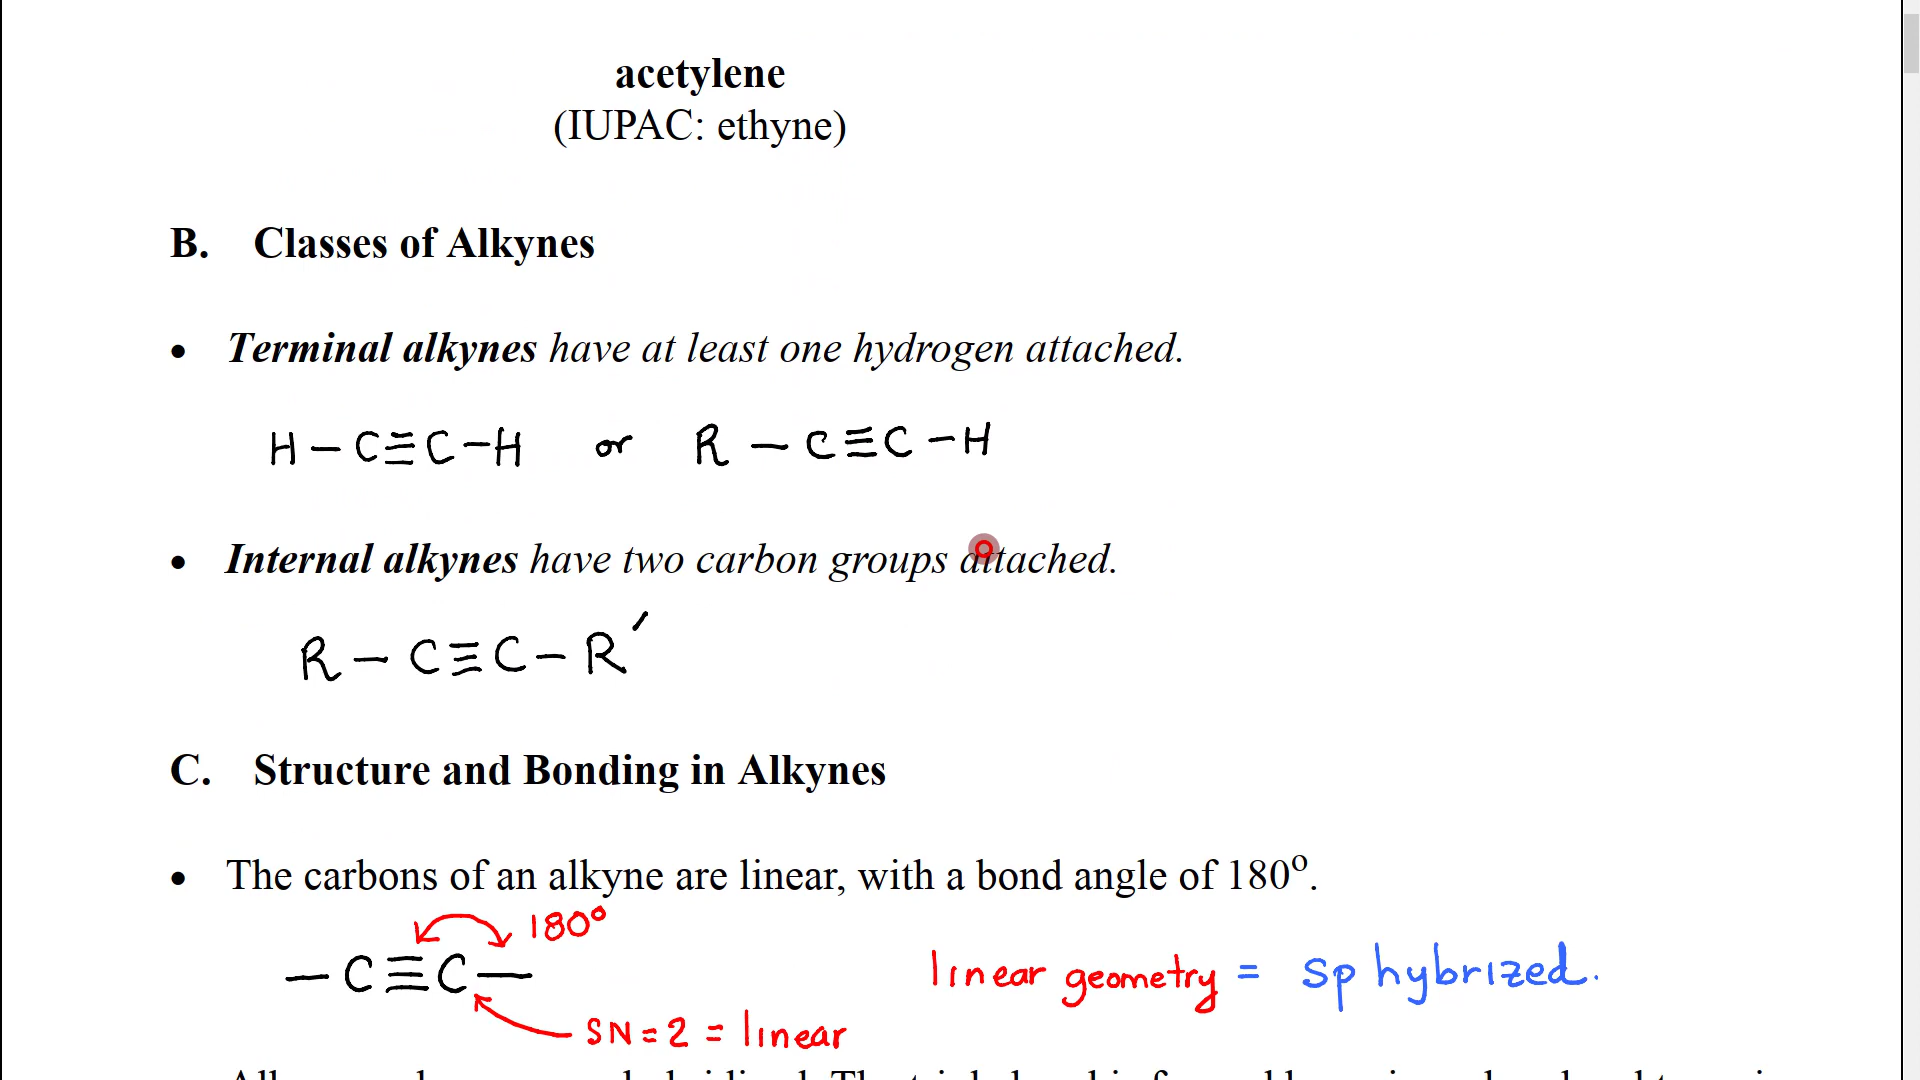 acetylene
(IUPAC: ethyne)
B. Classes of Alkynes
• Terminal alkynes have at least one hydrogen attached.
H – C≡C – H or R – C≡C – H
• Internal alkynes have two carbon groups attached.
R – C≡C – R′
C. Structure and Bonding in Alkynes
• The carbons of an alkyne are linear, with a bond angle of 180°.
180°
– C≡C – linear geometry = sp hybrized.
SN = 2 = linear